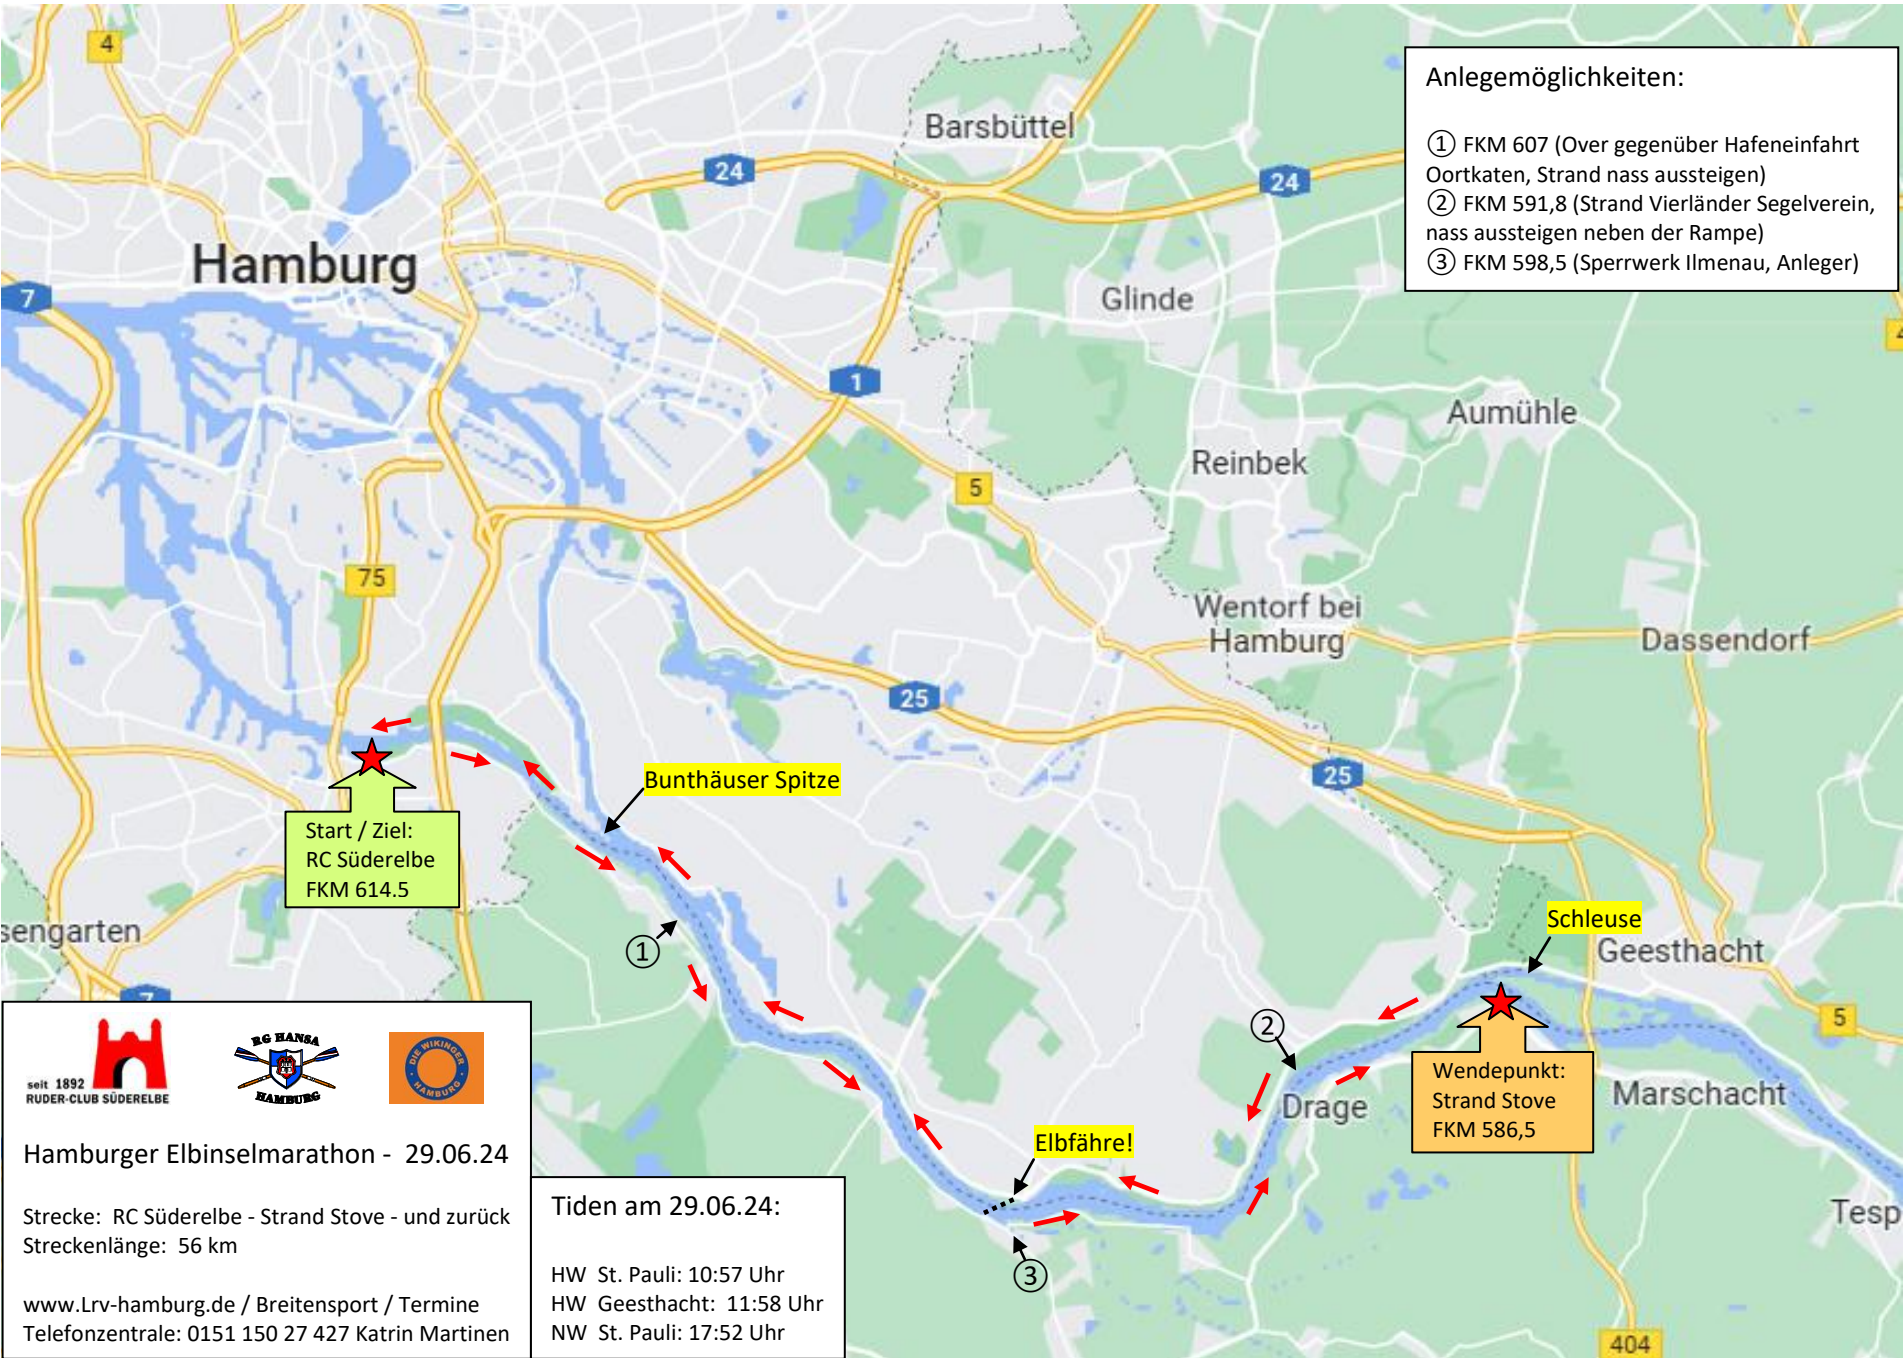 4
Barsbüttel
24
24
Anlegemöglichkeiten:
① FKM 607 (Over gegenüber Hafeneinfahrt
Oortkaten, Strand nass aussteigen)
② FKM 591,8 (Strand Vierländer Segelverein,
nass aussteigen neben der Rampe)
③ FKM 598,5 (Sperrwerk Ilmenau, Anleger)
Hamburg
7
Glinde
4
1
Aumühle
Reinbek
5
75
Wentorf bei
Hamburg
Dassendorf
25
25
Bunthäuser Spitze
Start / Ziel:
RC Süderelbe
FKM 614.5
sengarten
①
Schleuse
Geesthacht
7
5
②
Drage
Wendepunkt:
Strand Stove
FKM 586,5
Marschacht
Elbfähre!
③
Tesp
404
seit 1892
RUDER-CLUB SÜDERELBE
RG HANSA
HAMBURG
DIE WIKINGER
HAMBURG
Hamburger Elbinselmarathon - 29.06.24
Strecke: RC Süderelbe - Strand Stove - und zurück
Streckenlänge: 56 km
www.Lrv-hamburg.de / Breitensport / Termine
Telefonzentrale: 0151 150 27 427 Katrin Martinen
Tiden am 29.06.24:
HW St. Pauli: 10:57 Uhr
HW Geesthacht: 11:58 Uhr
NW St. Pauli: 17:52 Uhr